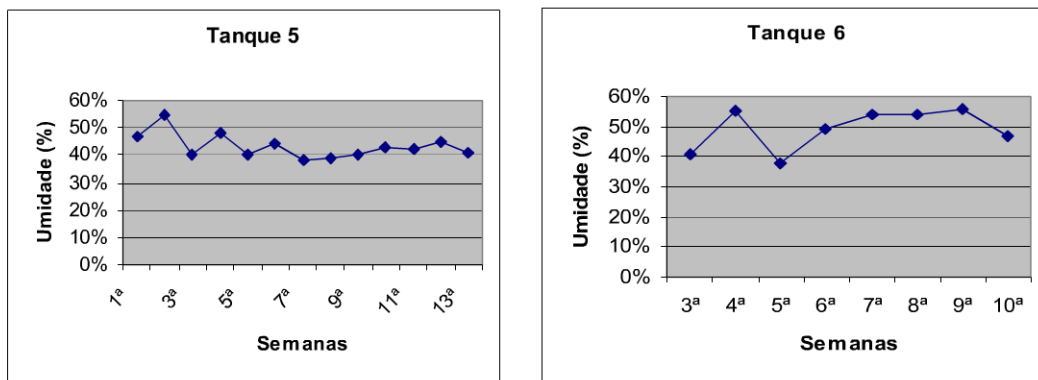 Tanque 5
Umidade (%)
60%
50%
40%
30%
20%
10%
0%
1ª 3ª 5ª 7ª 9ª 11ª 13ª
Semanas
Tanque 6
Umidade (%)
60%
50%
40%
30%
20%
10%
0%
3ª 4ª 5ª 6ª 7ª 8ª 9ª 10ª
Semanas